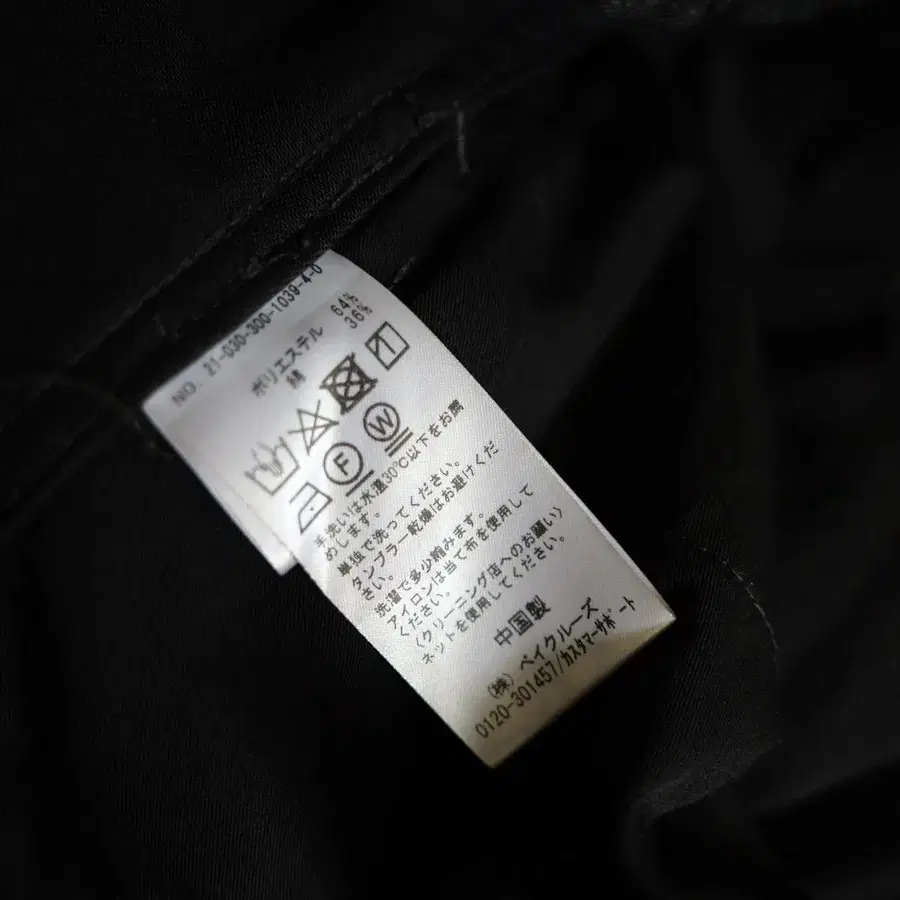 NO. 21-030-300-1039-4-0
ポリエステル 64%
綿 36%
F W
手洗いは水温30℃以下をお勧
めします。
単独で洗ってください。
タンブラー乾燥はお避けくだ
さい。
洗濯で多少縮みます。
アイロンは当て布を使用して
ください。
〈クリーニング店へのお願い〉
ネットを使用してください。
中国製
(株) ベイクルーズ
0120-301457/カスタマーサポート